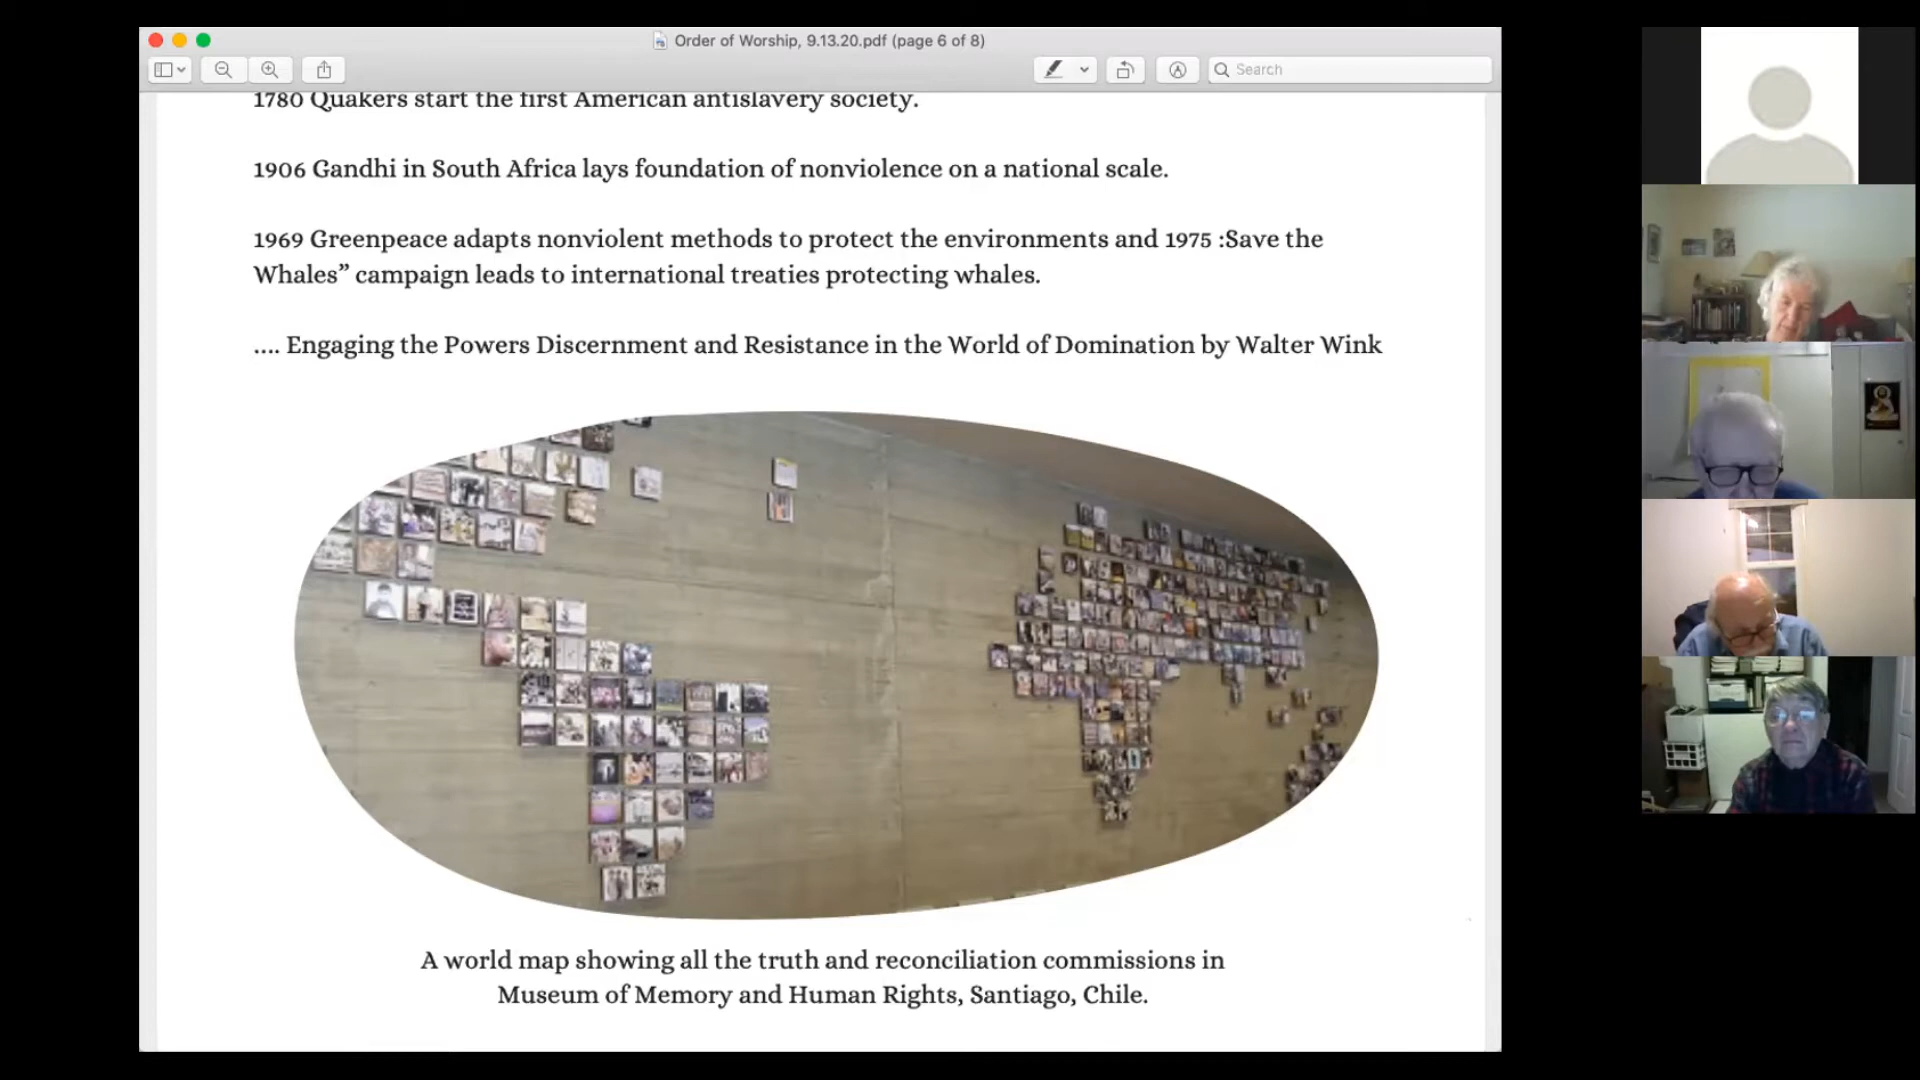 Order of Worship, 9.13.20.pdf (page 6 of 8)
Search
1780 Quakers start the first American antislavery society.
1906 Gandhi in South Africa lays foundation of nonviolence on a national scale.
1969 Greenpeace adapts nonviolent methods to protect the environments and 1975 :Save the
Whales” campaign leads to international treaties protecting whales.
.... Engaging the Powers Discernment and Resistance in the World of Domination by Walter Wink
A world map showing all the truth and reconciliation commissions in
Museum of Memory and Human Rights, Santiago, Chile.